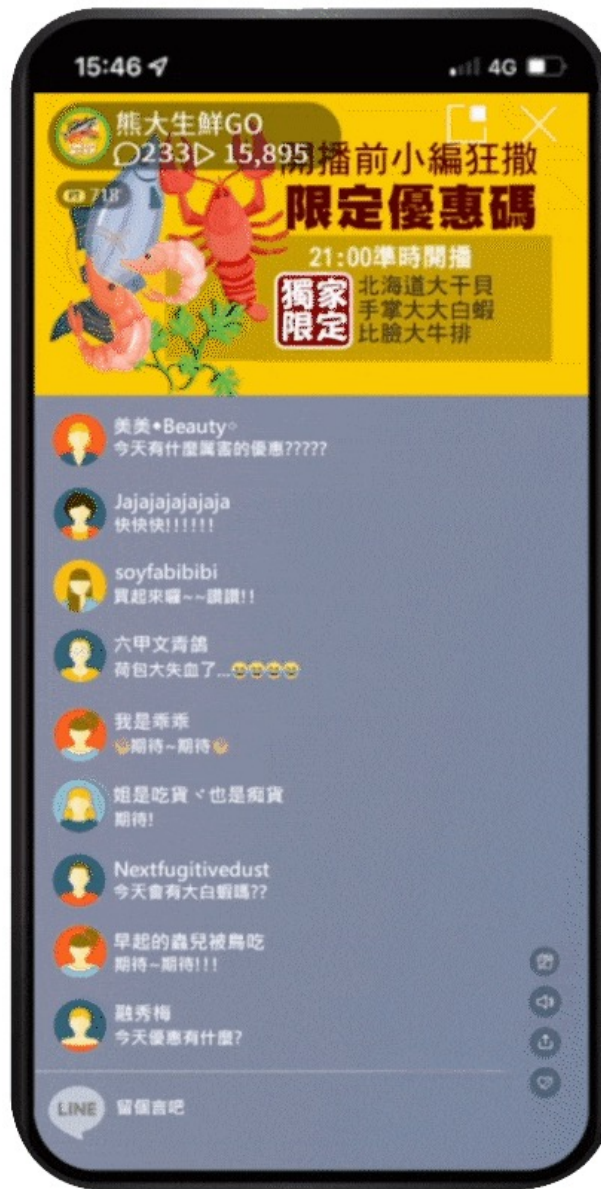 15:46
4G
熊大生鮮GO
233 15,895
718
開播前小編狂撒
限定優惠碼
21:00準時開播
獨家
限定
北海道大干貝
手掌大大白蝦
比臉大牛排
美美•Beauty◦
今天有什麼厲害的優惠?????
Jajajajajajaja
快快快!!!!!!
soyfabibibi
買起來囉~~讚讚!!
六甲文青鴿
荷包大失血了...😄😄😄😄
我是乖乖
期待~期待
姐是吃貨ヾ也是痴貨
期待!
Nextfugitivedust
今天會有大白蝦嗎??
早起的蟲兒被鳥吃
期待~期待!!!
融秀梅
今天優惠有什麼?
LINE 留個言吧